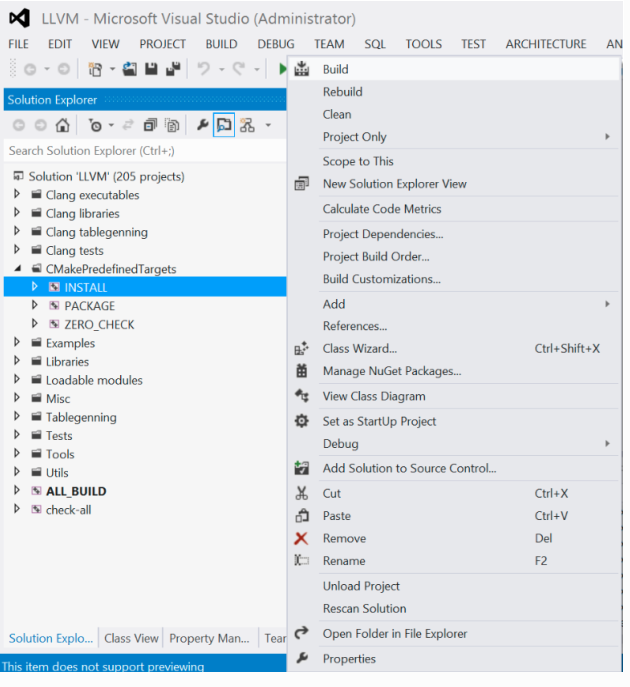 LLVM - Microsoft Visual Studio (Administrator)
FILE EDIT VIEW PROJECT BUILD DEBUG TEAM SQL TOOLS TEST ARCHITECTURE AN
Solution Explorer
Search Solution Explorer (Ctrl+;)
Solution 'LLVM' (205 projects)
Clang executables
Clang libraries
Clang tablegenning
Clang tests
CMakePredefinedTargets
INSTALL
PACKAGE
ZERO_CHECK
Examples
Libraries
Loadable modules
Misc
Tablegenning
Tests
Tools
Utils
ALL_BUILD
check-all
Solution Explo... Class View Property Man... Tear
This item does not support previewing
Build
Rebuild
Clean
Project Only
Scope to This
New Solution Explorer View
Calculate Code Metrics
Project Dependencies...
Project Build Order...
Build Customizations...
Add
References...
Class Wizard... Ctrl+Shift+X
Manage NuGet Packages...
View Class Diagram
Set as StartUp Project
Debug
Add Solution to Source Control...
Cut Ctrl+X
Paste Ctrl+V
Remove Del
Rename F2
Unload Project
Rescan Solution
Open Folder in File Explorer
Properties